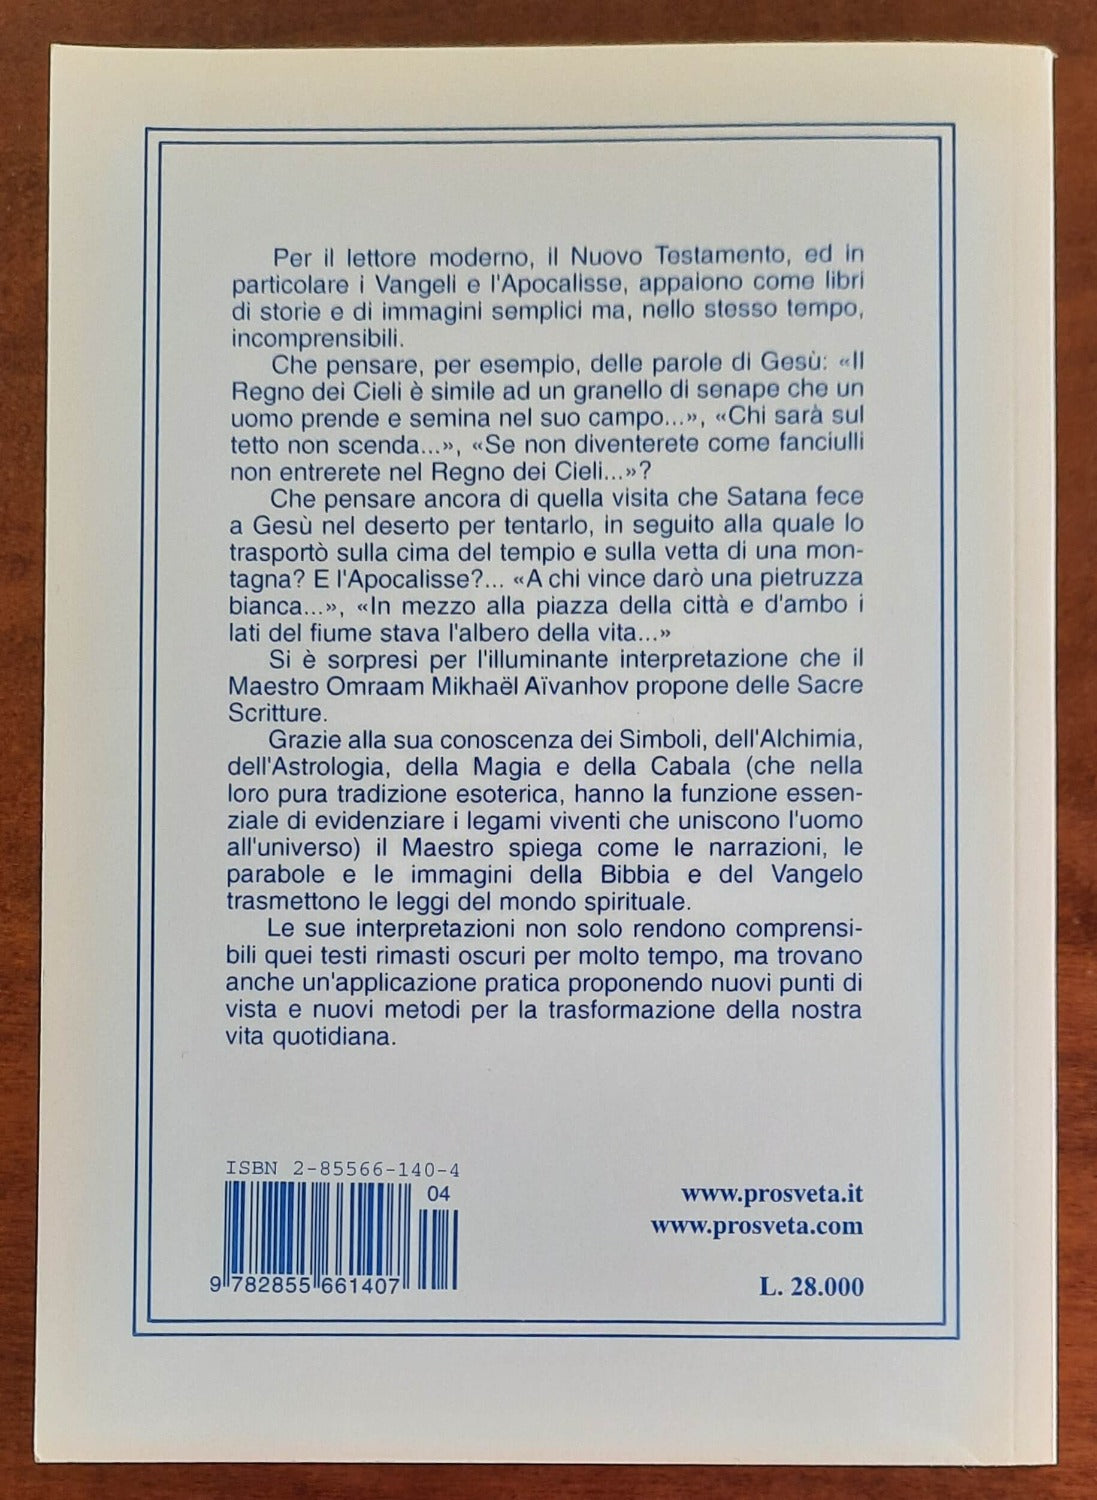 Per il lettore moderno, il Nuovo Testamento, ed in
particolare i Vangeli e l'Apocalisse, appaiono come libri
di storie e di immagini semplici ma, nello stesso tempo,
incomprensibili.
Che pensare, per esempio, delle parole di Gesù: «Il
Regno dei Cieli è simile ad un granello di senape che un
uomo prende e semina nel suo campo...», «Chi sarà sul
tetto non scenda...», «Se non diventerete come fanciulli
non entrerete nel Regno dei Cieli...»?
Che pensare ancora di quella visita che Satana fece
a Gesù nel deserto per tentarlo, in seguito alla quale lo
trasportò sulla cima del tempio e sulla vetta di una mon-
tagna? E l'Apocalisse?... «A chi vince darò una pietruzza
bianca...», «In mezzo alla piazza della città e d'ambo i
lati del fiume stava l'albero della vita...»
Si è sorpresi per l'illuminante interpretazione che il
Maestro Omraam Mikhaël Aïvanhov propone delle Sacre
Scritture.
Grazie alla sua conoscenza dei Simboli, dell'Alchimia,
dell'Astrologia, della Magia e della Cabala (che nella
loro pura tradizione esoterica, hanno la funzione essen-
ziale di evidenziare i legami viventi che uniscono l'uomo
all'universo) il Maestro spiega come le narrazioni, le
parabole e le immagini della Bibbia e del Vangelo
trasmettono le leggi del mondo spirituale.
Le sue interpretazioni non solo rendono comprensi-
bili quei testi rimasti oscuri per molto tempo, ma trovano
anche un'applicazione pratica proponendo nuovi punti di
vista e nuovi metodi per la trasformazione della nostra
vita quotidiana.
ISBN 2-85566-140-4
04
9 782855 661407
www.prosveta.it
www.prosveta.com
L. 28.000